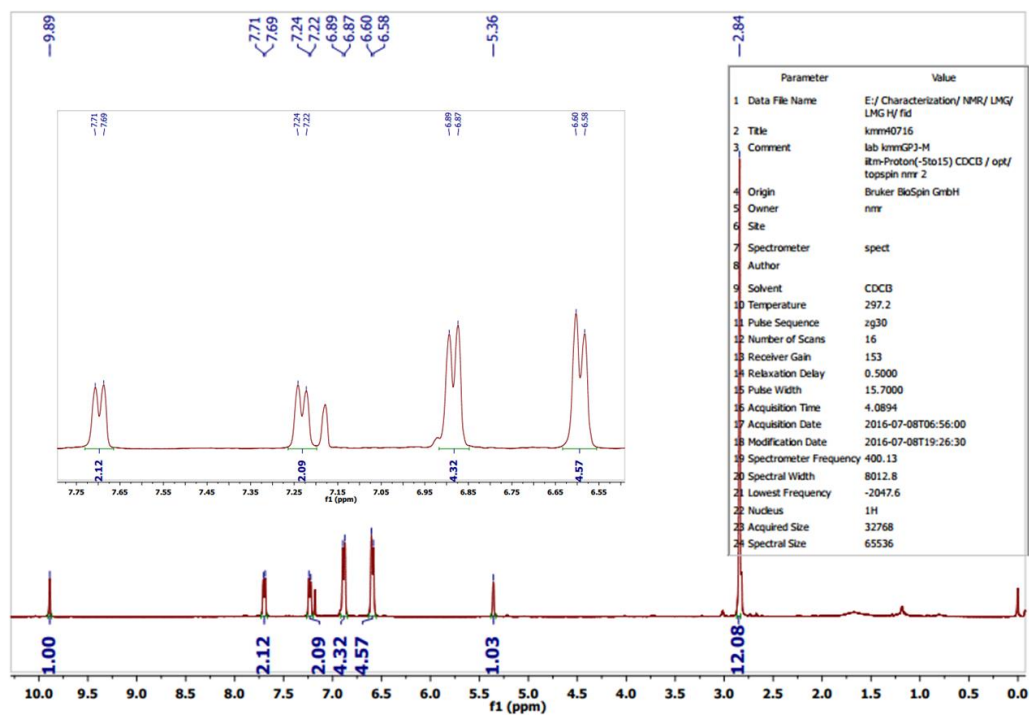 9.89
7.71
7.69
7.24
7.22
6.89
6.87
6.60
6.58
5.36
2.84
7.71
7.69
7.24
7.22
6.89
6.87
6.60
6.58
2.12
2.09
4.32
4.57
7.75 7.65 7.55 7.45 7.35 7.25 7.15 7.05 6.95 6.85 6.75 6.65 6.55
f1 (ppm)
Parameter Value
1 Data File Name E:/ Characterization/ NMR/ LMG/
LMG H/ fid
2 Title kmm40716
3 Comment lab kmmGPJ-M
iitm-Proton(-5to15) CDCl3 / opt/
topspin nmr 2
4 Origin Bruker BioSpin GmbH
5 Owner nmr
6 Site
7 Spectrometer spect
8 Author
9 Solvent CDCl3
10 Temperature 297.2
11 Pulse Sequence zg30
12 Number of Scans 16
13 Receiver Gain 153
14 Relaxation Delay 0.5000
15 Pulse Width 15.7000
16 Acquisition Time 4.0894
17 Acquisition Date 2016-07-08T06:56:00
18 Modification Date 2016-07-08T19:26:30
19 Spectrometer Frequency 400.13
20 Spectral Width 8012.8
21 Lowest Frequency -2047.6
22 Nucleus 1H
23 Acquired Size 32768
24 Spectral Size 65536
1.00
2.12
2.09
4.32
4.57
1.03
12.08
10.0 9.5 9.0 8.5 8.0 7.5 7.0 6.5 6.0 5.5 5.0 4.5 4.0 3.5 3.0 2.5 2.0 1.5 1.0 0.5 0.0
f1 (ppm)